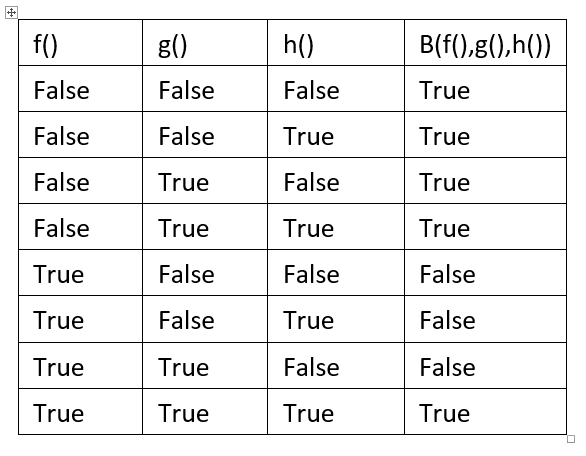 f() g() h() B(f(),g(),h())
False False False True
False False True True
False True False True
False True True True
True False False False
True False True False
True True False False
True True True True